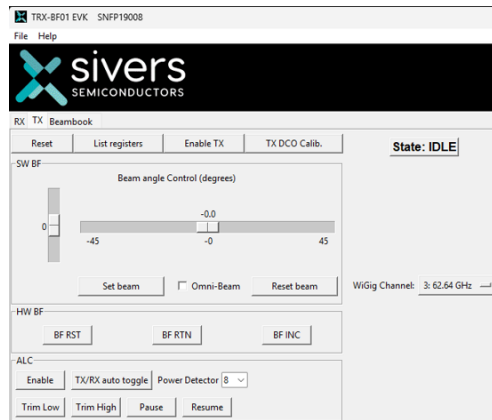 TRX-BF01 EVK SNFP19008
File Help
sivers
SEMICONDUCTORS
RX TX Beambook
Reset List registers Enable TX TX DCO Calib. State: IDLE
SW BF
Beam angle Control (degrees)
-0.0
0
-45 -0 45
Set beam Omni-Beam Reset beam WiGig Channel: 3: 62.64 GHz
HW BF
BF RST BF RTN BF INC
ALC
Enable TX/RX auto toggle Power Detector 8
Trim Low Trim High Pause Resume